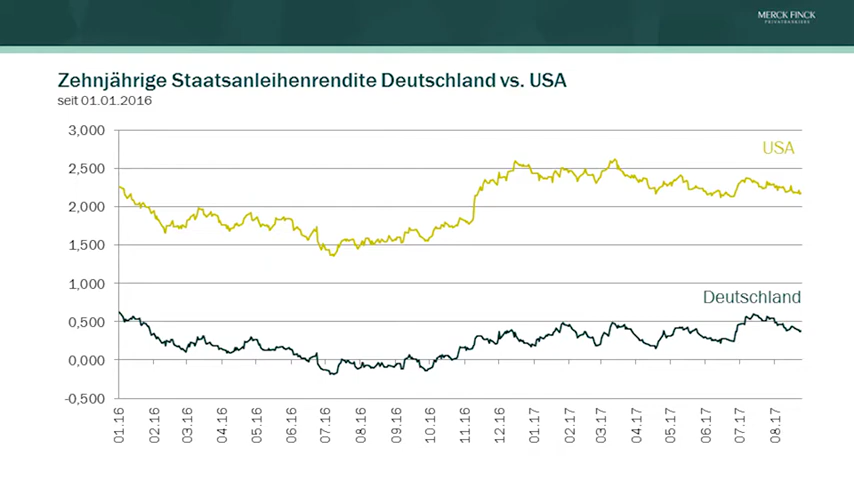 MERCK FINCK
PRIVATBANKIERS
Zehnjährige Staatsanleihenrendite Deutschland vs. USA
seit 01.01.2016
3,000
USA
2,500
2,000
1,500
1,000
Deutschland
0,500
0,000
-0,500
01.16 02.16 03.16 04.16 05.16 06.16 07.16 08.16 09.16 10.16 11.16 12.16 01.17 02.17 03.17 04.17 05.17 06.17 07.17 08.17